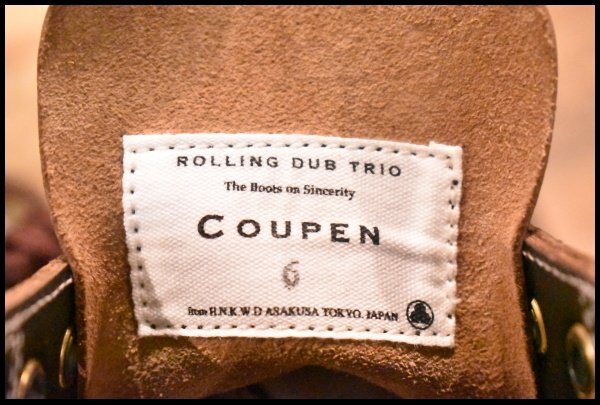 ROLLING DUB TRIO
The Boots on Sincerity
COUPEN
6
from H.N.K.W.D ASAKUSA TOKYO. JAPAN